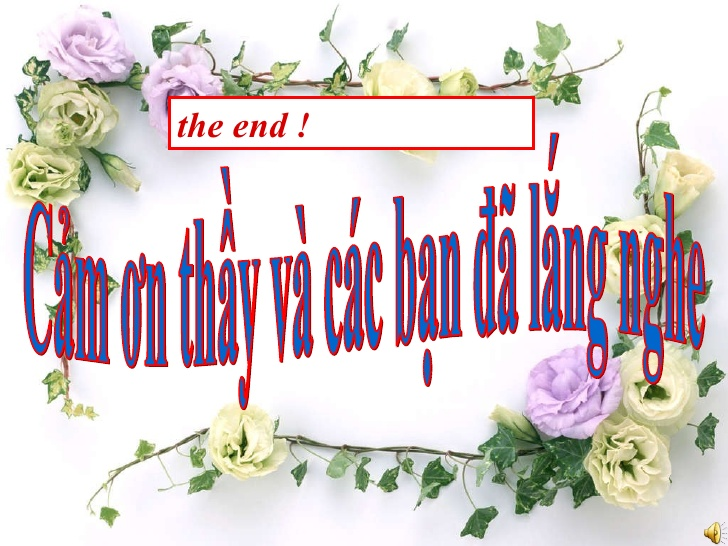 the end !
Cảm ơn thầy và các bạn đã lắng nghe